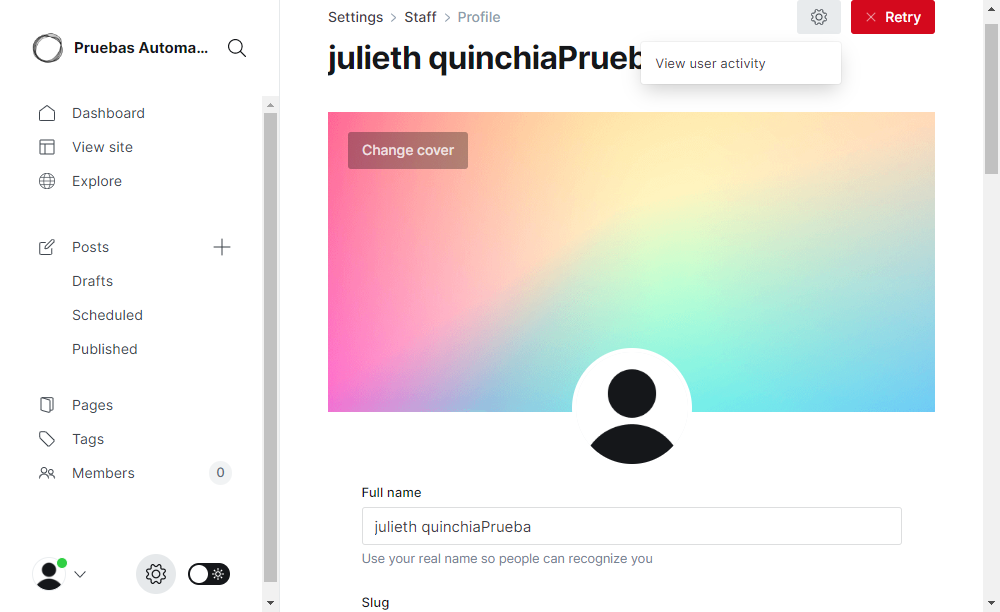 Pruebas Automa...
Dashboard
View site
Explore
Posts
Drafts
Scheduled
Published
Pages
Tags
Members
0
Settings
Staff
Profile
Retry
View user activity
julieth quinchiaPrueb
Change cover
Full name
julieth quinchiaPrueba
Use your real name so people can recognize you
Slug